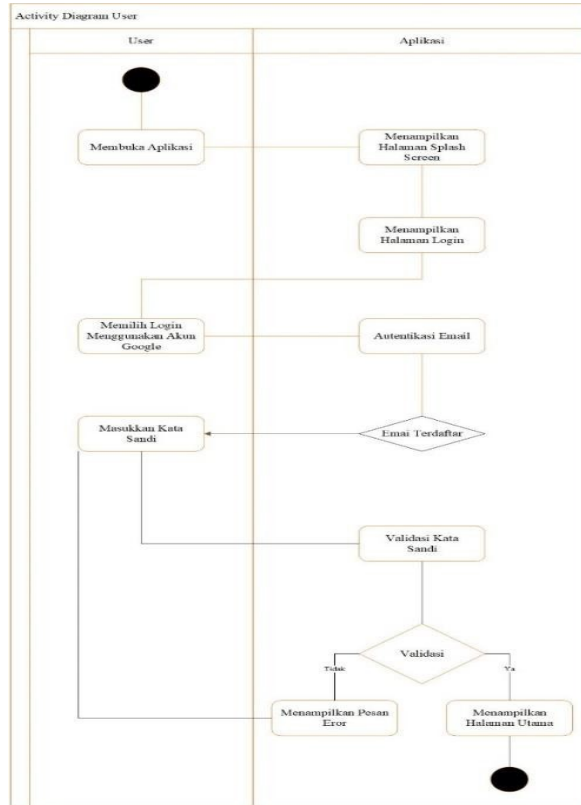 Activity Diagram User
User
Aplikasi
Membuka Aplikasi
Menampilkan
Halaman Splash
Screen
Menampilkan
Halaman Login
Memilih Login
Menggunakan Akun
Google
Autentikasi Email
Masukkan Kata
Sandi
Emai Terdaftar
Validasi Kata
Sandi
Validasi
Tidak
Ya
Menampilkan Pesan
Eror
Menampilkan
Halaman Utama